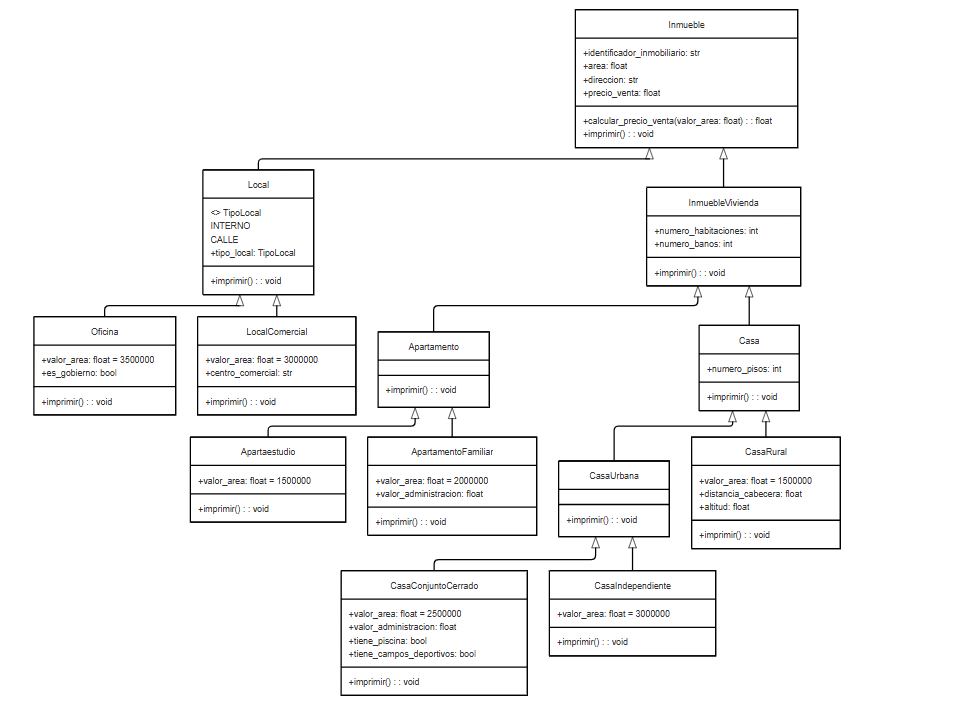 Inmueble
+identificador_inmobiliario: str
+area: float
+direccion: str
+precio_venta: float
+calcular_precio_venta(valor_area: float) : : float
+imprimir() : : void
Local
<> TipoLocal
INTERNO
CALLE
+tipo_local: TipoLocal
+imprimir() : : void
InmuebleVivienda
+numero_habitaciones: int
+numero_banos: int
+imprimir() : : void
Oficina
+valor_area: float = 3500000
+es_gobierno: bool
+imprimir() : : void
LocalComercial
+valor_area: float = 3000000
+centro_comercial: str
+imprimir() : : void
Apartamento
+imprimir() : : void
Casa
+numero_pisos: int
+imprimir() : : void
Apartaestudio
+valor_area: float = 1500000
+imprimir() : : void
ApartamentoFamiliar
+valor_area: float = 2000000
+valor_administracion: float
+imprimir() : : void
CasaUrbana
+imprimir() : : void
CasaRural
+valor_area: float = 1500000
+distancia_cabecera: float
+altitud: float
+imprimir() : : void
CasaConjuntoCerrado
+valor_area: float = 2500000
+valor_administracion: float
+tiene_piscina: bool
+tiene_campos_deportivos: bool
+imprimir() : : void
CasaIndependiente
+valor_area: float = 3000000
+imprimir() : : void